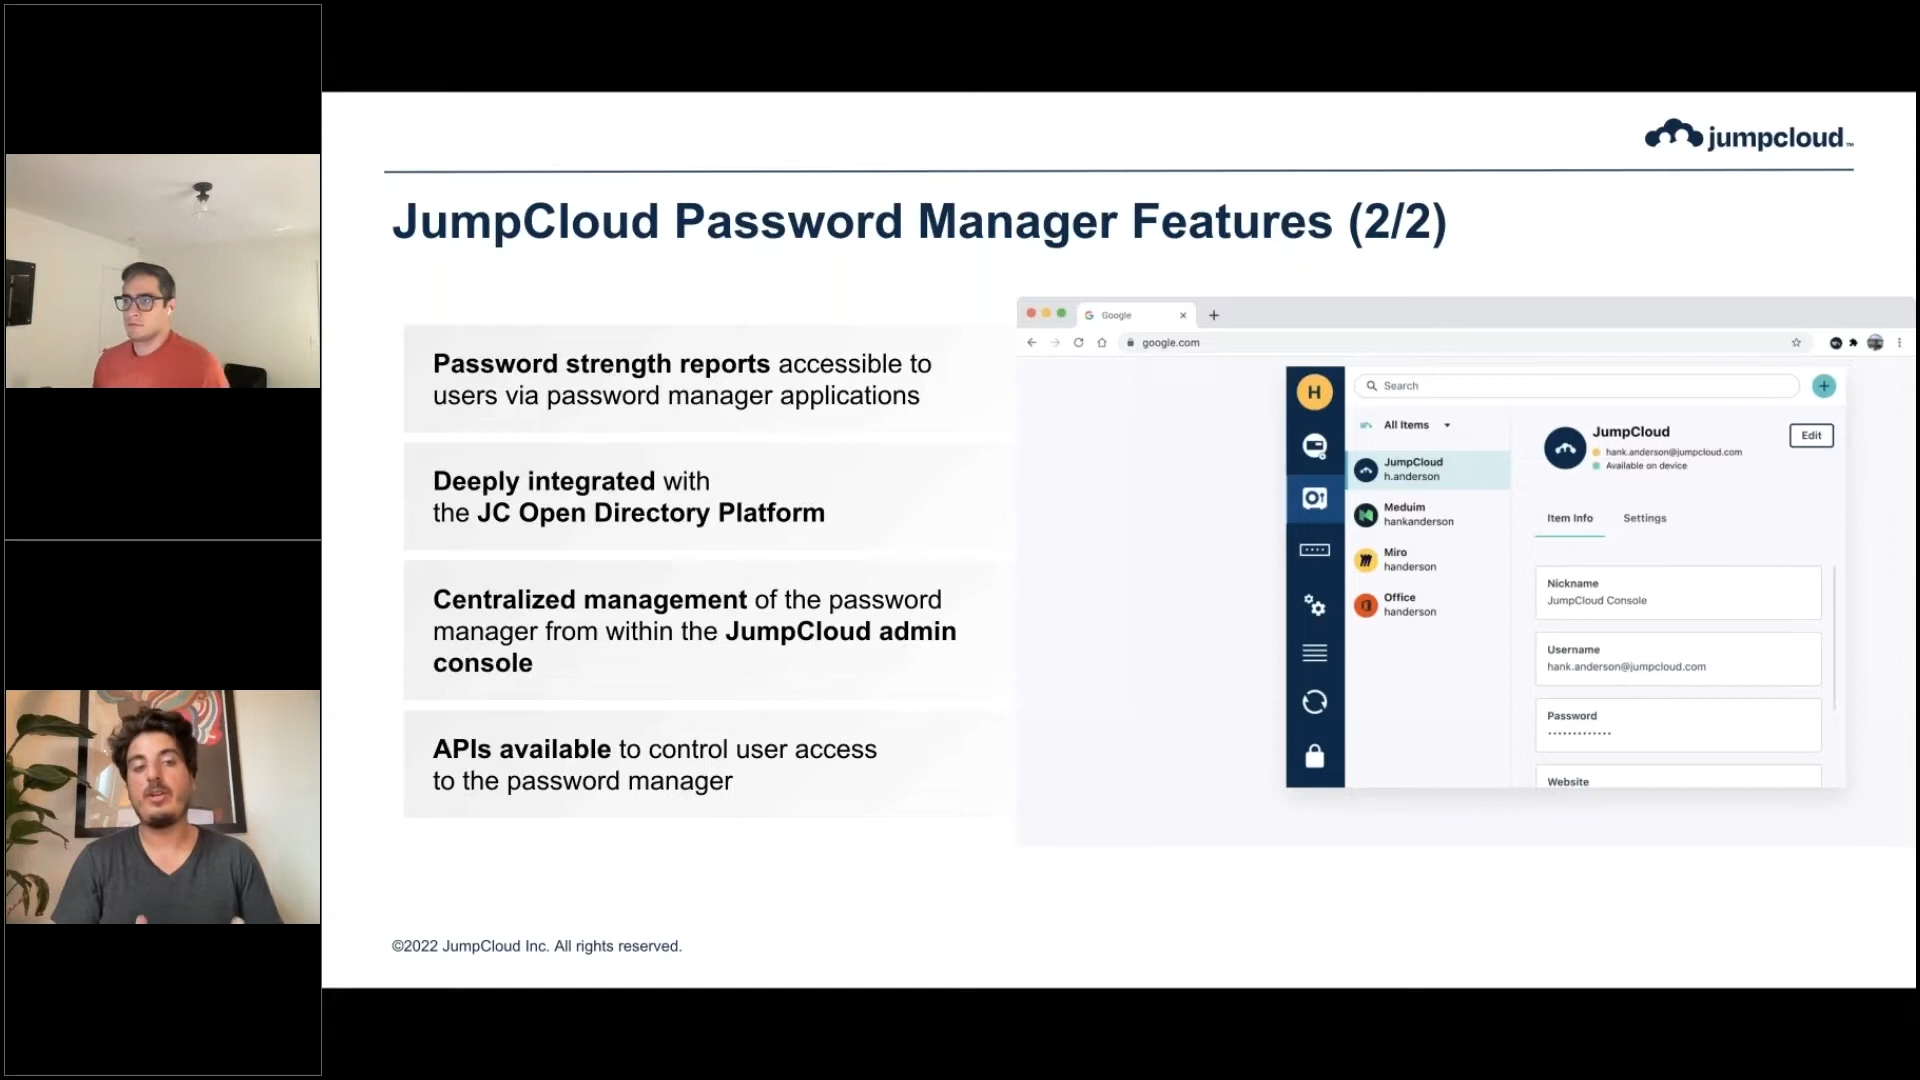 jumpcloud™
JumpCloud Password Manager Features (2/2)
Password strength reports accessible to
users via password manager applications
Deeply integrated with
the JC Open Directory Platform
Centralized management of the password
manager from within the JumpCloud admin
console
APIs available to control user access
to the password manager
Google
google.com
H
Search
All Items
JumpCloud
h.anderson
Meduim
hankanderson
Miro
handerson
Office
handerson
JumpCloud
hank.anderson@jumpcloud.com
Available on device
Edit
Item Info Settings
Nickname
JumpCloud Console
Username
hank.anderson@jumpcloud.com
Password
•••••••••••••
Website
©2022 JumpCloud Inc. All rights reserved.